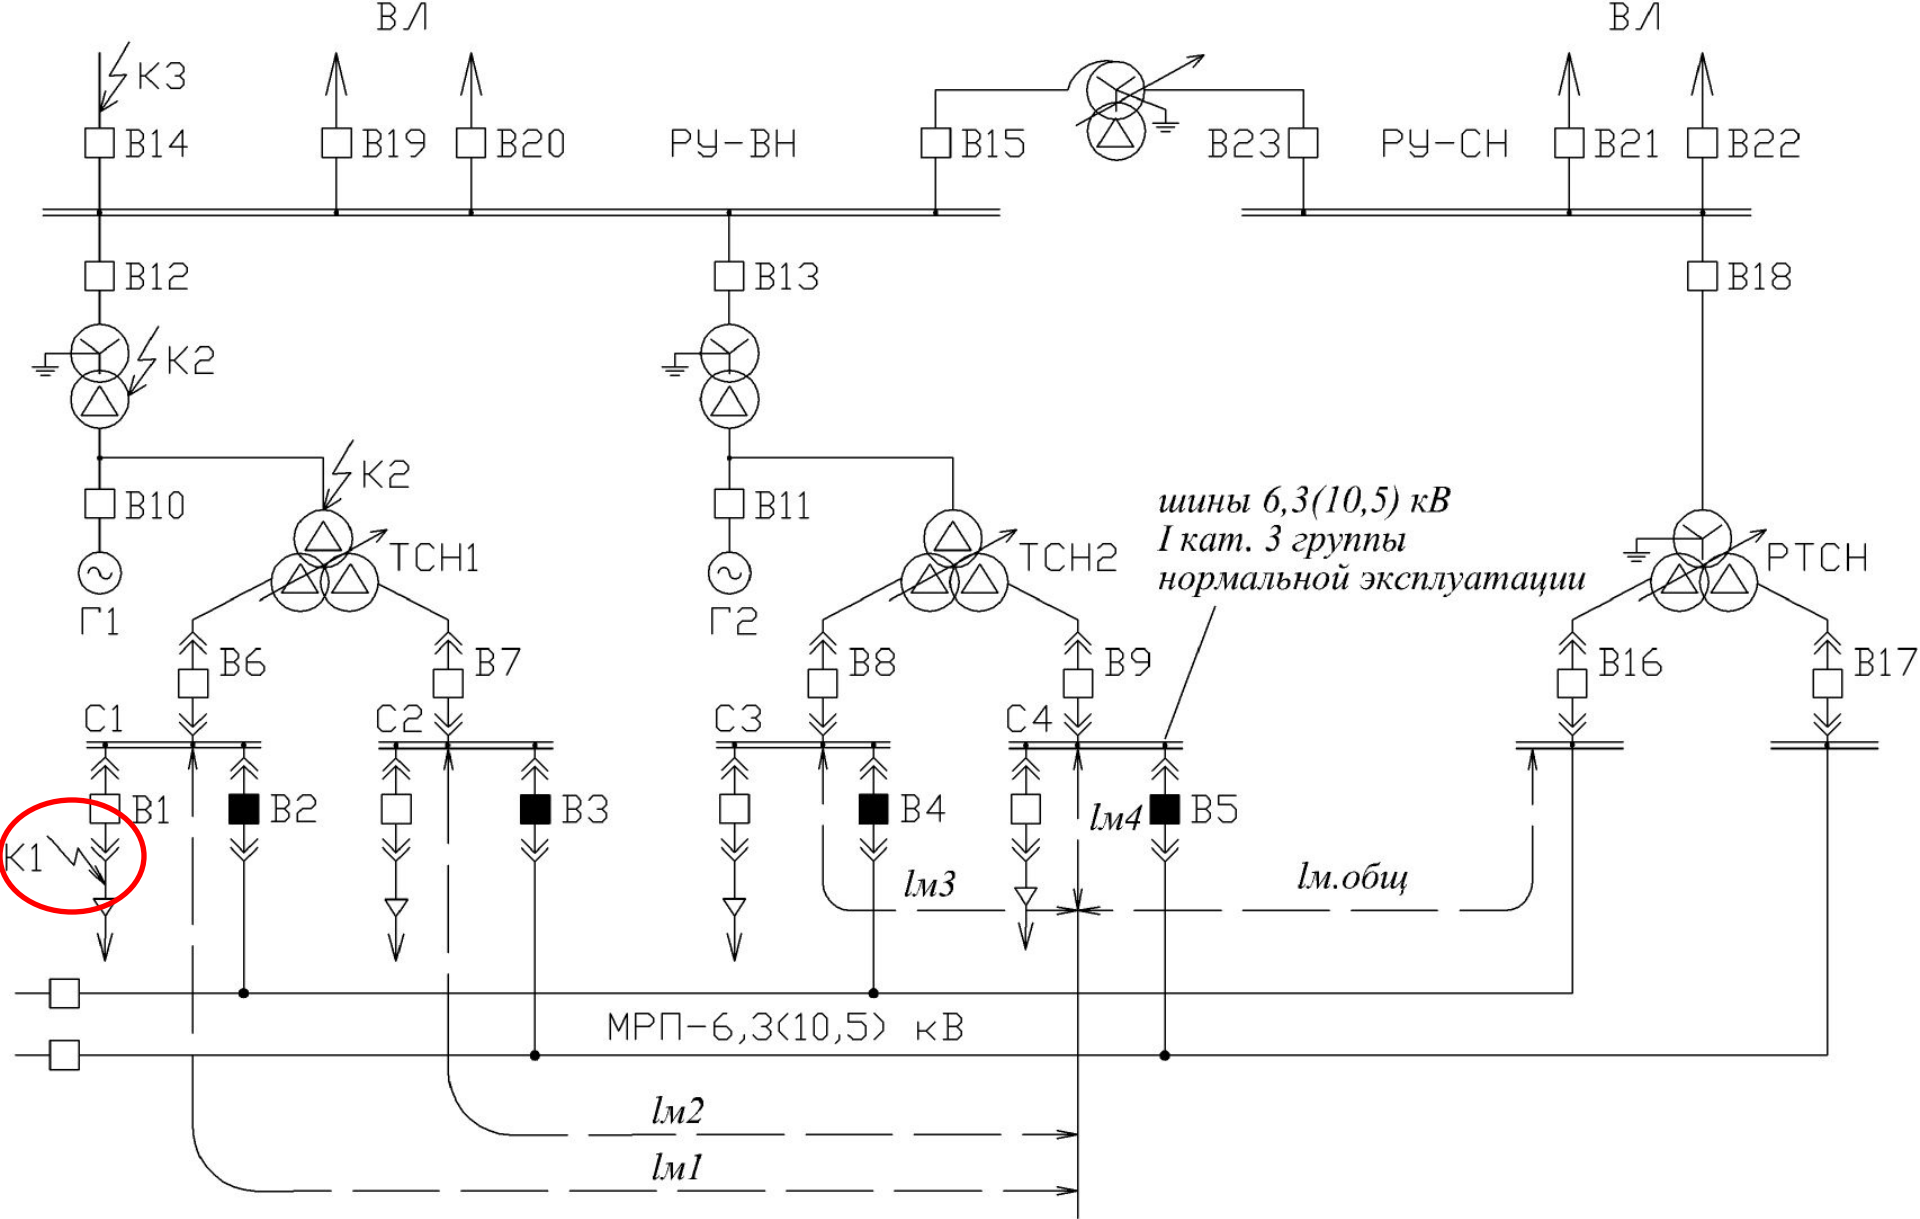 ВЛ
ВЛ
К3
В14
В19
В20
РУ-ВН
В15
В23
РУ-СН
В21
В22
В12
В13
В18
К2
К2
В10
В11
шины 6,3(10,5) кВ
I кат. 3 группы
нормальной эксплуатации
ТСН1
ТСН2
РТСН
Г1
Г2
В6
В7
В8
В9
В16
В17
С1
С2
С3
С4
В1
В2
В3
В4
lм4
В5
К1
lм3
lм.общ
МРП-6,3(10,5) кВ
lм2
lм1